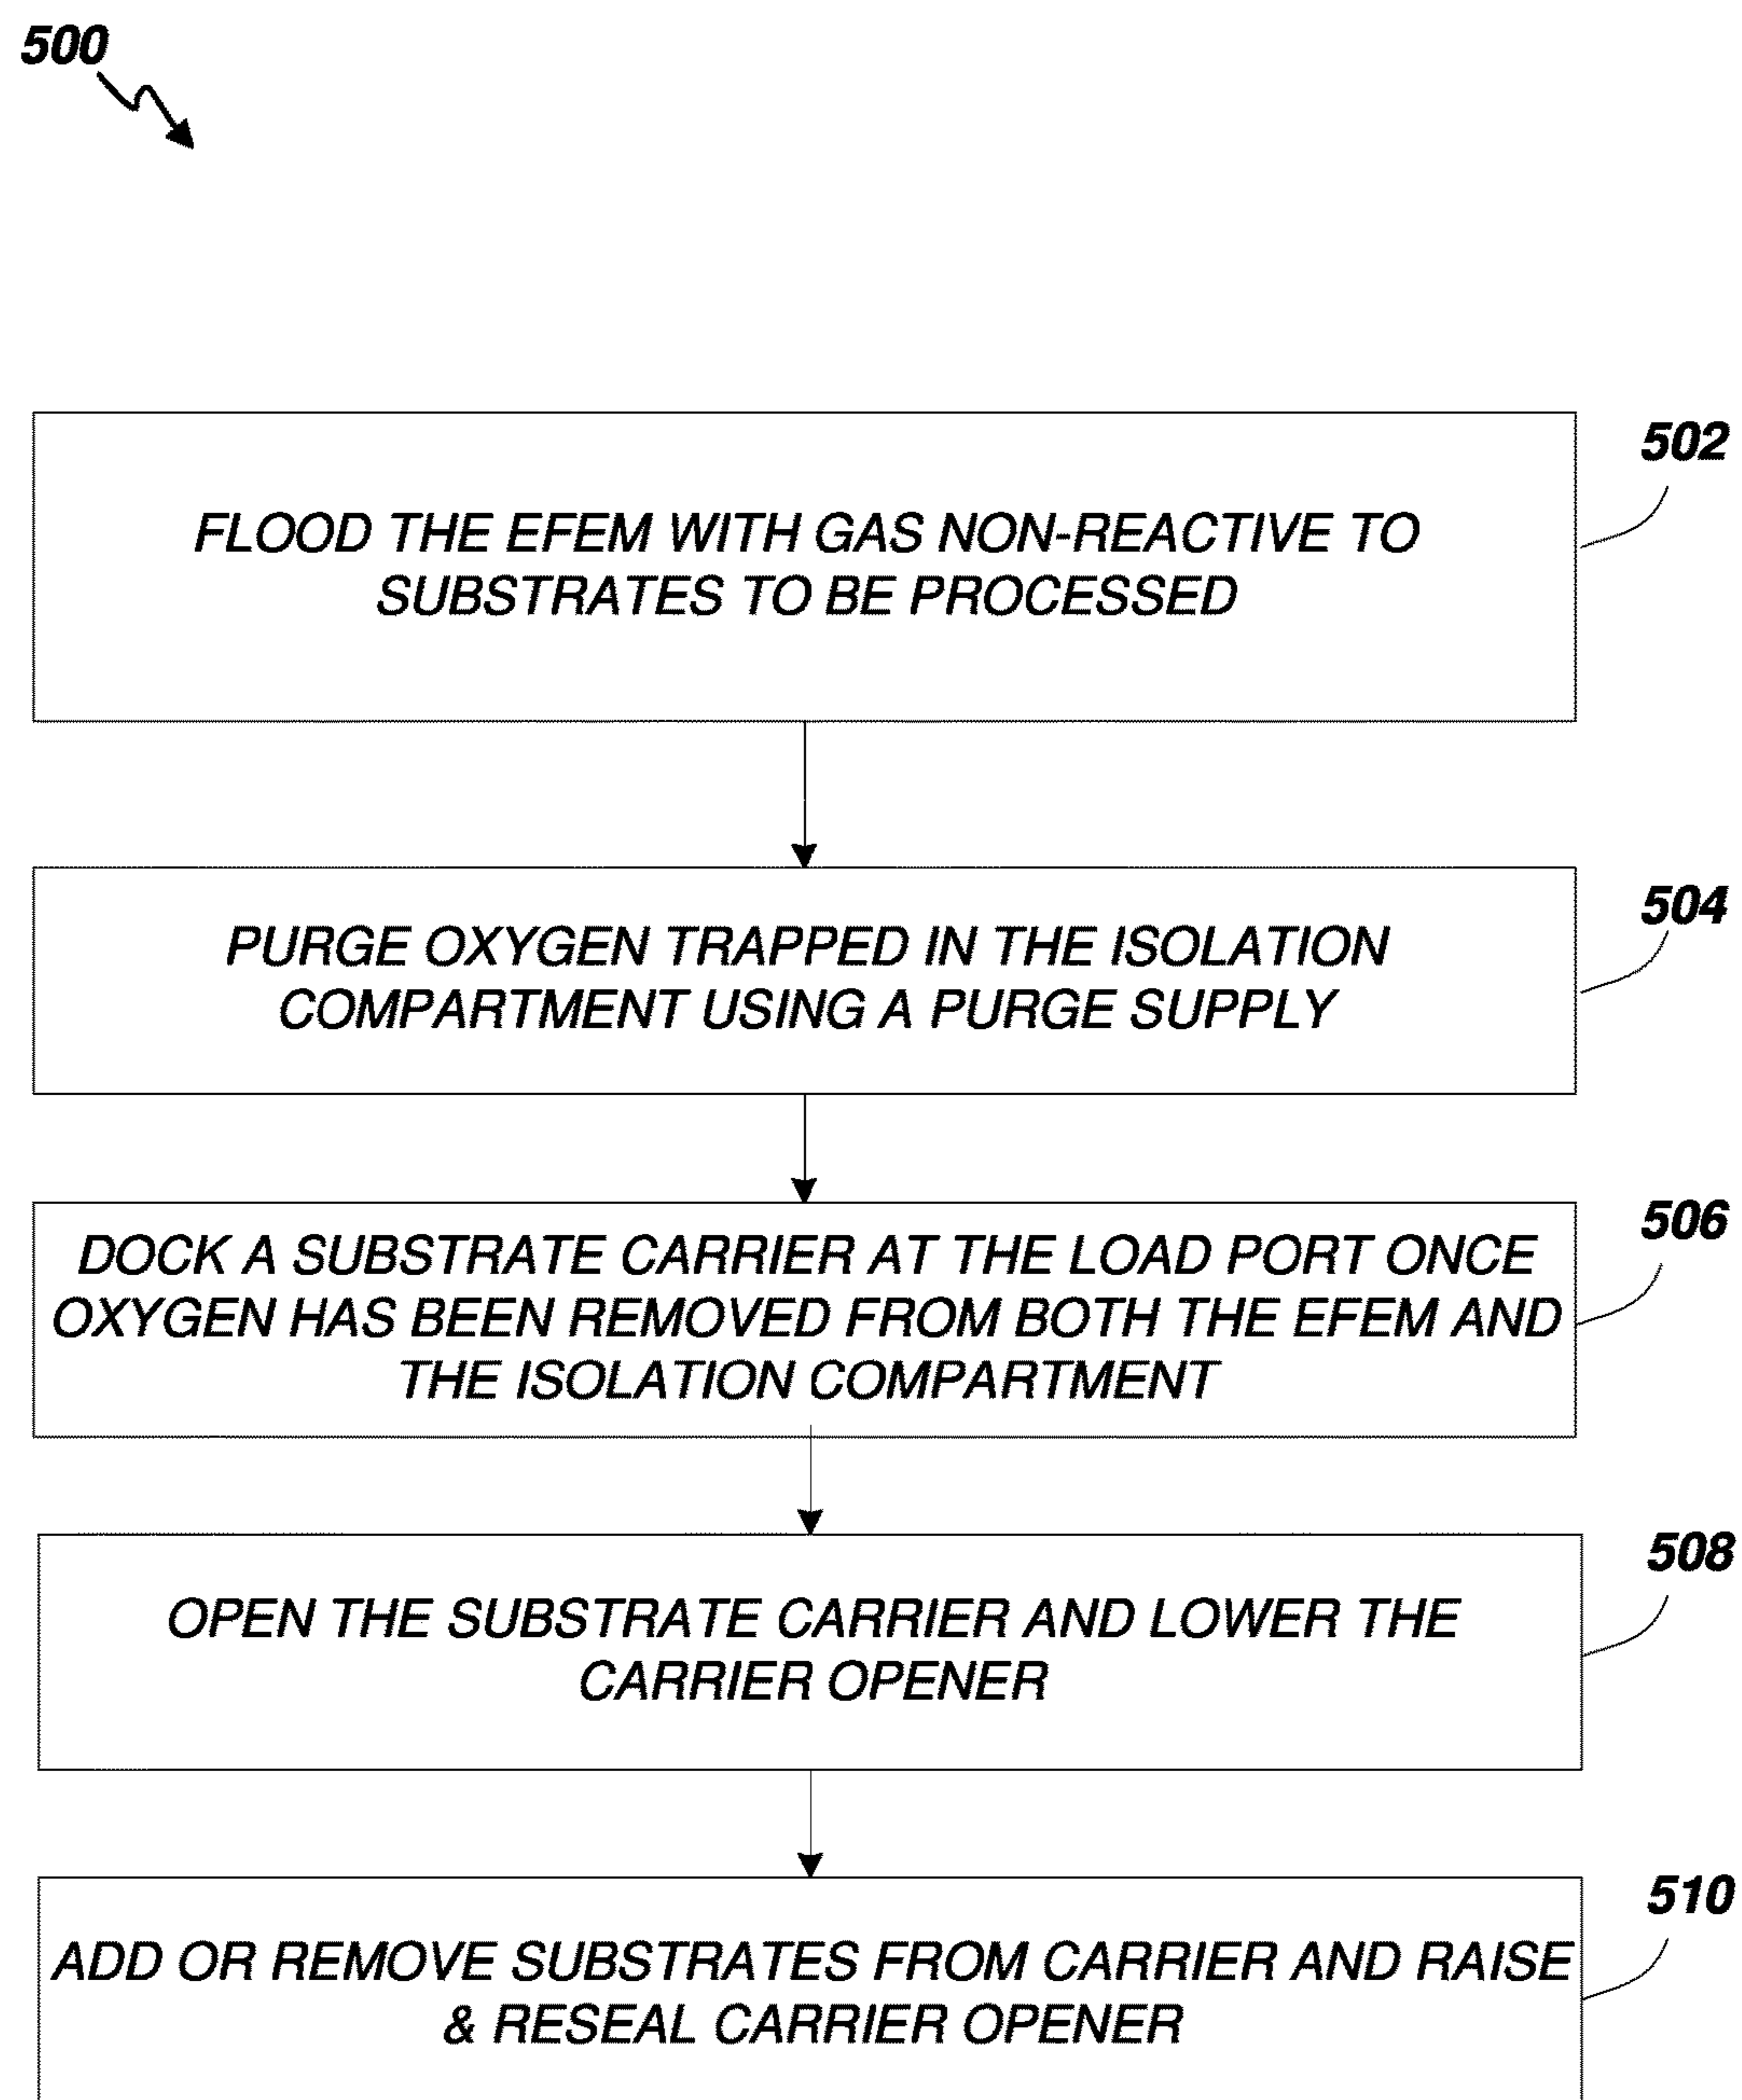 500
502
FLOOD THE EFEM WITH GAS NON-REACTIVE TO
SUBSTRATES TO BE PROCESSED
504
PURGE OXYGEN TRAPPED IN THE ISOLATION
COMPARTMENT USING A PURGE SUPPLY
506
DOCK A SUBSTRATE CARRIER AT THE LOAD PORT ONCE
OXYGEN HAS BEEN REMOVED FROM BOTH THE EFEM AND
THE ISOLATION COMPARTMENT
508
OPEN THE SUBSTRATE CARRIER AND LOWER THE
CARRIER OPENER
510
ADD OR REMOVE SUBSTRATES FROM CARRIER AND RAISE
& RESEAL CARRIER OPENER